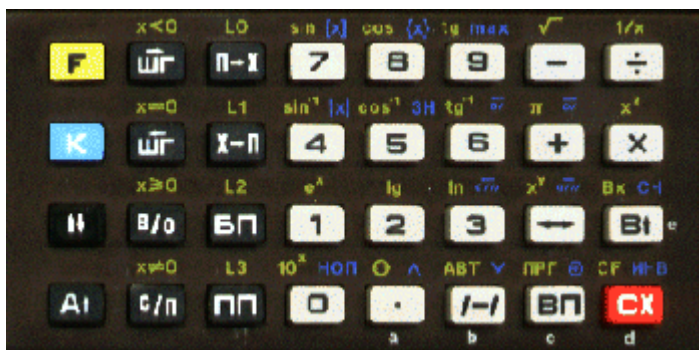 x<0 L0 sin [x] cos {x} tg max √ 1/x
F ШГ П→X 7 8 9 − ÷
x=0 L1 sin⁻¹ |x| cos⁻¹ ЗН tg⁻¹ π x²
К ШГ X→П 4 5 6 + X
x≥0 L2 eˣ lg ln xʸ Bx СЧ
В/О БП 1 2 3 ↔ B↑ e
x≠0 L3 10ˣ НОП О ∧ АВТ ∨ ПРГ ⊕ CF ИНВ
А↑ С/П ПП 0 · /−/ ВП CX
a b c d